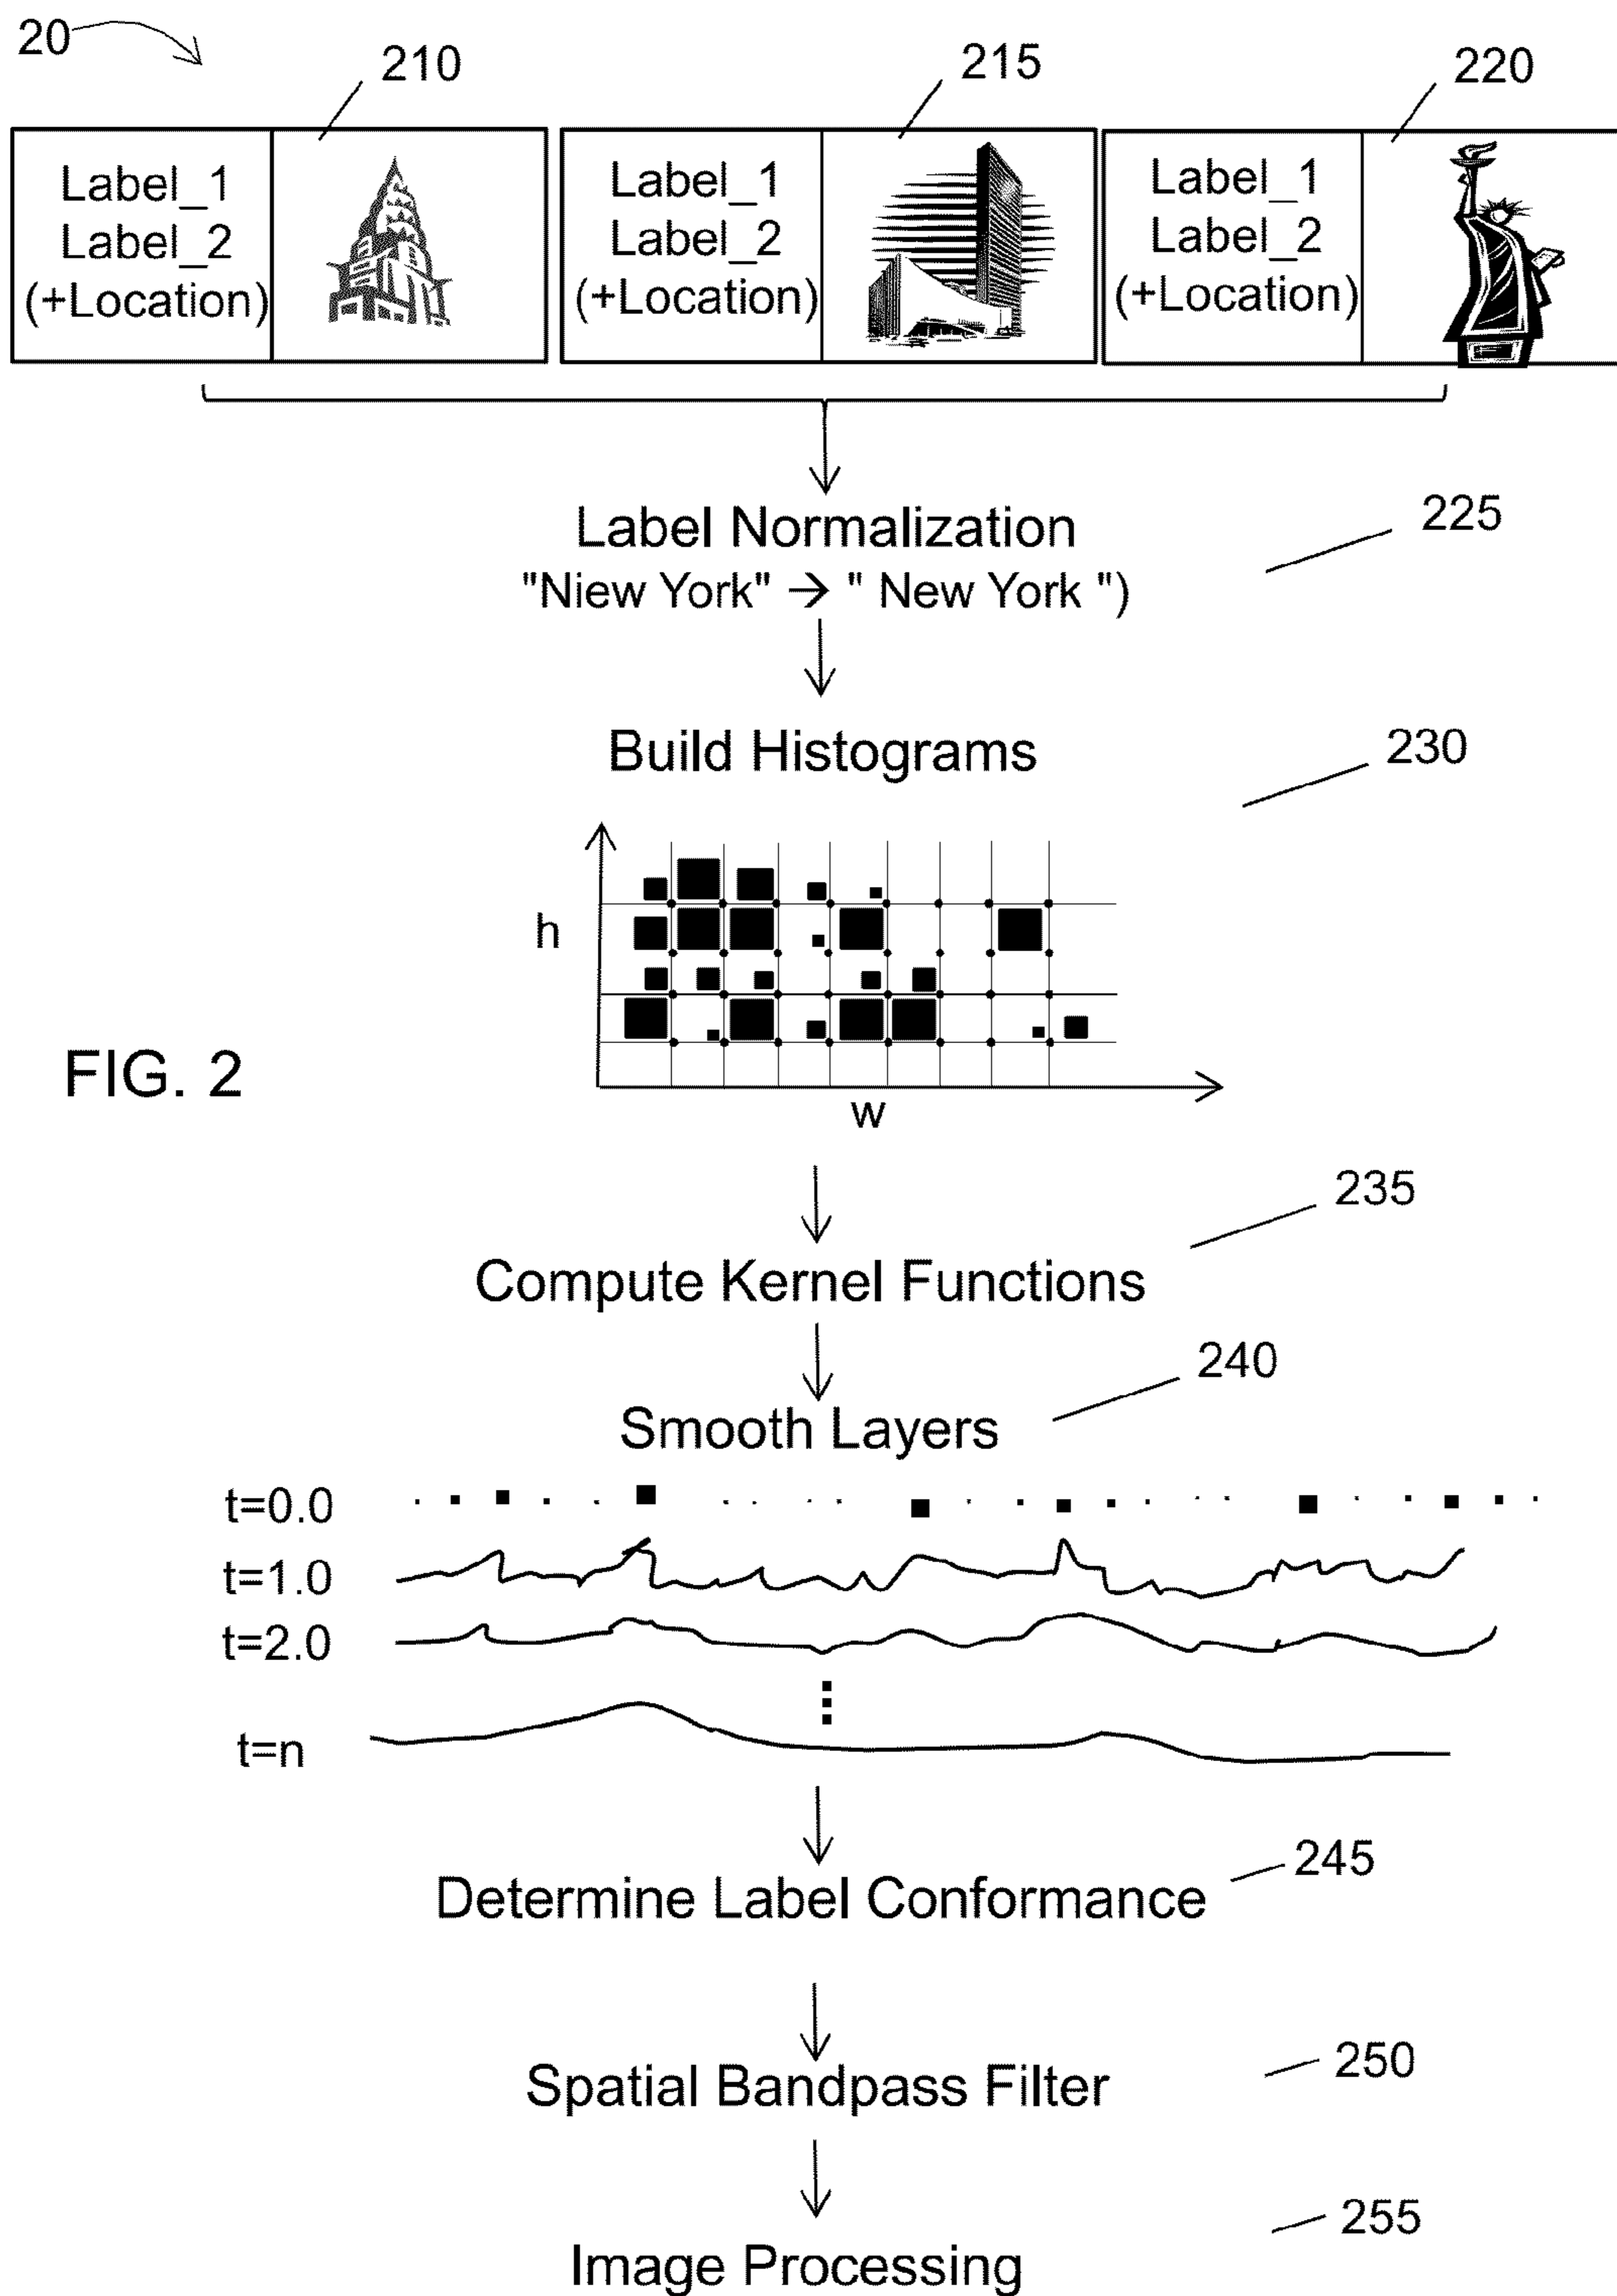 20
210
215
220
Label_1
Label_2
(+Location)
Label_1
Label_2
(+Location)
Label_1
Label_2
(+Location)
Label Normalization
225
"Niew York" → " New York ")
Build Histograms
230
h
w
FIG. 2
235
Compute Kernel Functions
240
Smooth Layers
t=0.0
t=1.0
t=2.0
t=n
245
Determine Label Conformance
250
Spatial Bandpass Filter
255
Image Processing